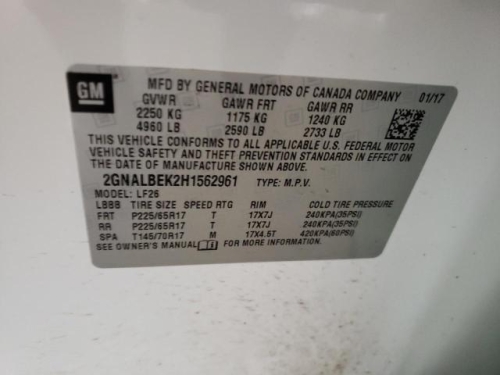 GM
MFD BY GENERAL MOTORS OF CANADA COMPANY 01/17
GVWR GAWR FRT GAWR RR
2250 KG 1175 KG 1240 KG
4960 LB 2590 LB 2733 LB
THIS VEHICLE CONFORMS TO ALL APPLICABLE U.S. FEDERAL MOTOR
VEHICLE SAFETY AND THEFT PREVENTION STANDARDS IN EFFECT ON
THE DATE OF MANUFACTURE SHOWN ABOVE.
2GNALBEK2H1562961 TYPE: M.P.V.
MODEL: LF26
LBBB TIRE SIZE SPEED RTG RIM COLD TIRE PRESSURE
FRT P225/65R17 T 17X7J 240KPA(35PSI)
RR P225/65R17 T 17X7J 240KPA(35PSI)
SPA T145/70R17 M 17X4.5T 420KPA(60PSI)
SEE OWNER'S MANUAL FOR MORE INFORMATION.